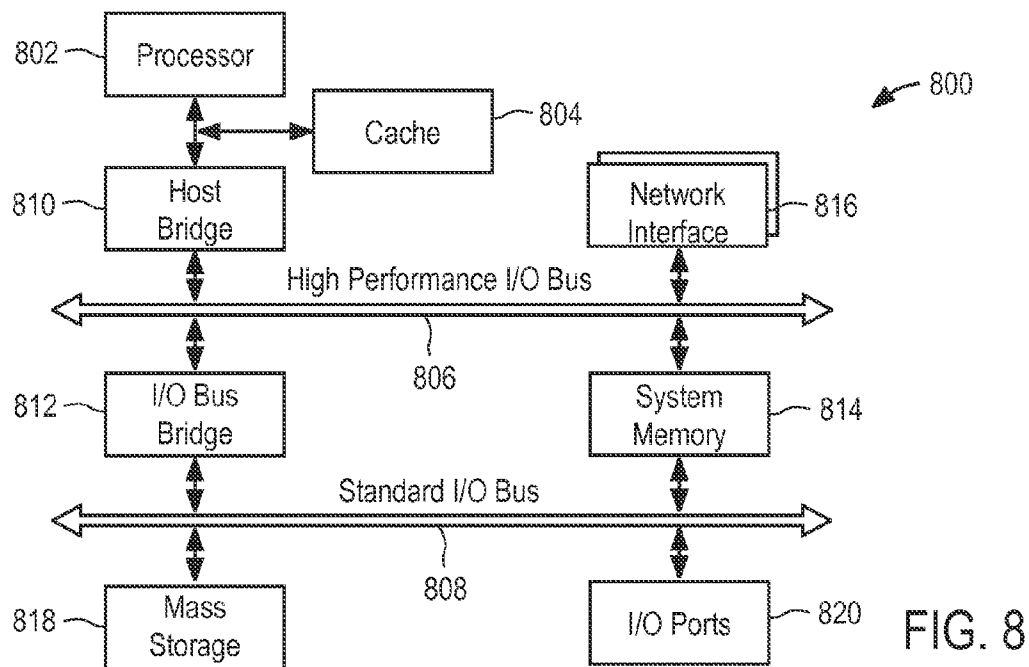 802
Processor
800
Cache
804
810
Host
Bridge
Network
Interface
816
High Performance I/O Bus
806
812
I/O Bus
Bridge
System
Memory
814
Standard I/O Bus
808
818
Mass
Storage
I/O Ports
820
FIG. 8